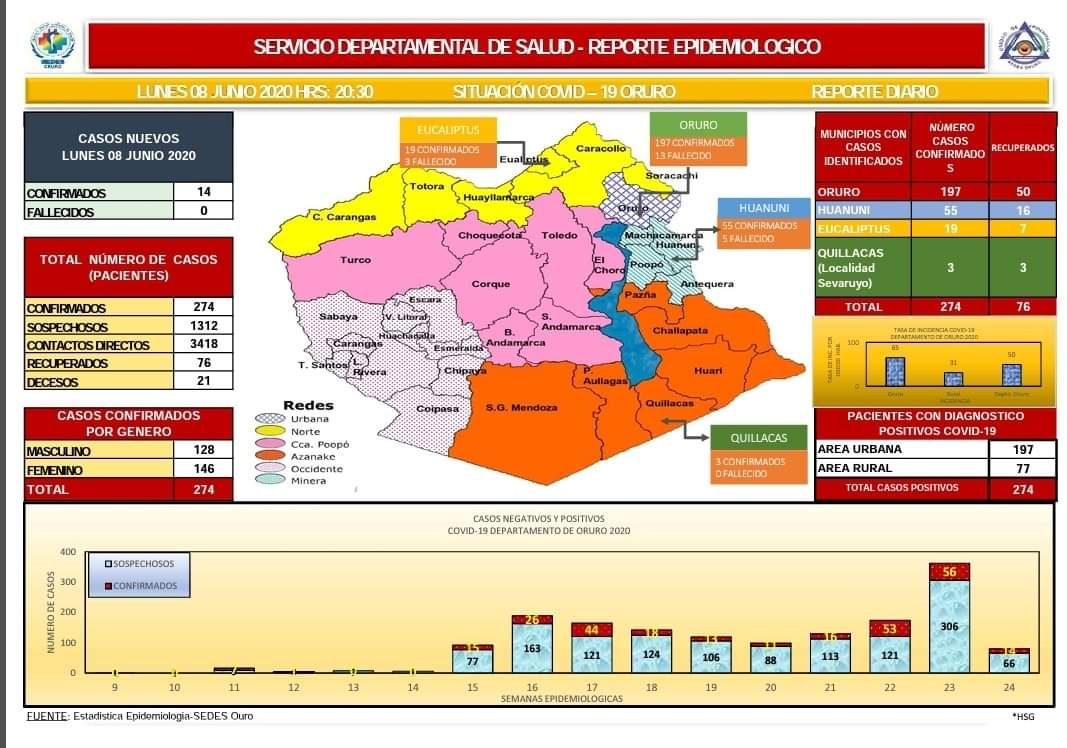 SEDES
ORURO
SERVICIO DEPARTAMENTAL DE SALUD - REPORTE EPIDEMIOLOGICO
LUNES 08 JUNIO 2020 HRS: 20:30 SITUACIÓN COVID – 19 ORURO REPORTE DIARIO
CASOS NUEVOS
LUNES 08 JUNIO 2020
CONFIRMADOS 14
FALLECIDOS 0
TOTAL NÚMERO DE CASOS
(PACIENTES)
CONFIRMADOS 274
SOSPECHOSOS 1312
CONTACTOS DIRECTOS 3418
RECUPERADOS 76
DECESOS 21
CASOS CONFIRMADOS
POR GENERO
MASCULINO 128
FEMENINO 146
TOTAL 274
EUCALIPTUS
19 CONFIRMADOS
3 FALLECIDO
ORURO
197 CONFIRMADOS
13 FALLECIDO
HUANUNI
55 CONFIRMADOS
5 FALLECIDO
QUILLACAS
3 CONFIRMADOS
0 FALLECIDO
Caracollo
Soracachi
Totora
Huayllamarca
C. Carangas
Choquecota
Toledo
Machacamarca
Huanuni
El
Choro
Poopó
Antequera
Turco
Corque
Pazña
Escara
Sabaya
V. Litoral
Huachacalla
Carangas
Esmeralda
T. Santos
L.
Rivera
Chipaya
Coipasa
B.
Andamarca
S.
Andamarca
Challapata
Huari
P.
Aullagas
S.G. Mendoza
Quillacas
Redes
Urbana
Norte
Cca. Poopó
Azanake
Occidente
Minera
MUNICIPIOS CON
CASOS
IDENTIFICADOS
NÚMERO
CASOS
CONFIRMADO
S
RECUPERADOS
ORURO 197 50
HUANUNI 55 16
EUCALIPTUS 19 7
QUILLACAS
(Localidad
Sevaruyo)
3 3
TOTAL 274 76
TASA DE INCIDENCIA COVID-19
DEPARTAMENTO DE ORURO 2020
100
0
65
31
50
Oruro Rural Depto. Oruro
INCIDENCIA
PACIENTES CON DIAGNOSTICO
POSITIVOS COVID-19
AREA URBANA 197
AREA RURAL 77
TOTAL CASOS POSITIVOS 274
CASOS NEGATIVOS Y POSITIVOS
COVID-19 DEPARTAMENTO DE ORURO 2020
NÚMERO DE CASOS
400
300
200
100
0
SOSPECHOSOS
CONFIRMADOS
15
77
26
163
44
121
18
124
13
106
11
88
16
113
53
121
56
306
14
66
9 10 11 12 13 14 15 16 17 18 19 20 21 22 23 24
SEMANAS EPIDEMIOLOGICAS
FUENTE: Estadística Epidemiologia-SEDES Ouro
*HSG